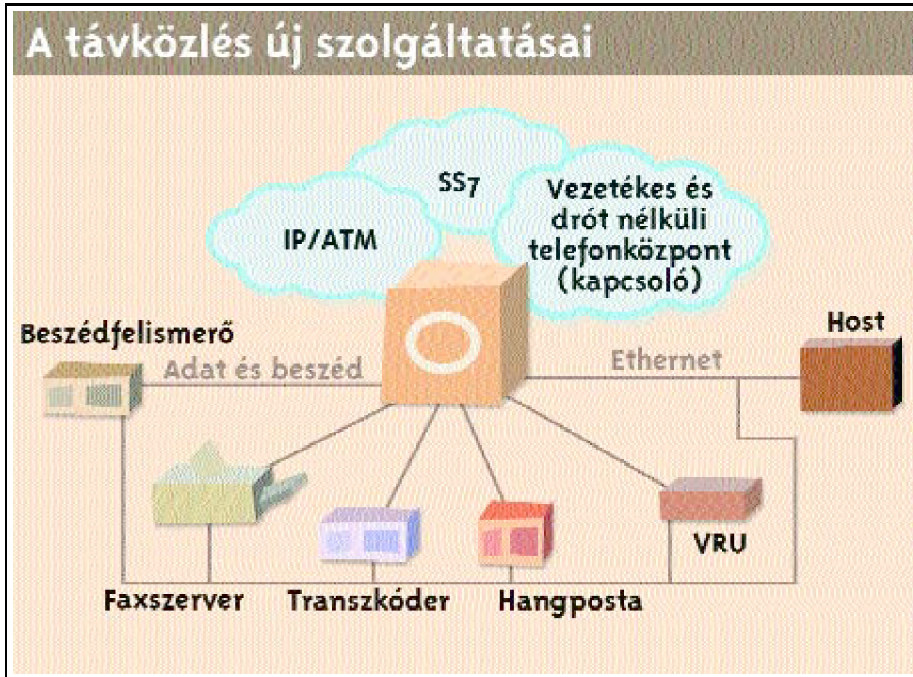 A távközlés új szolgáltatásai
SS7
IP/ATM
Vezetékes és
drót nélküli
telefonközpont
(kapcsoló)
Beszédfelismerő
Host
Adat és beszéd
Ethernet
VRU
Faxszerver
Transzkóder
Hangposta